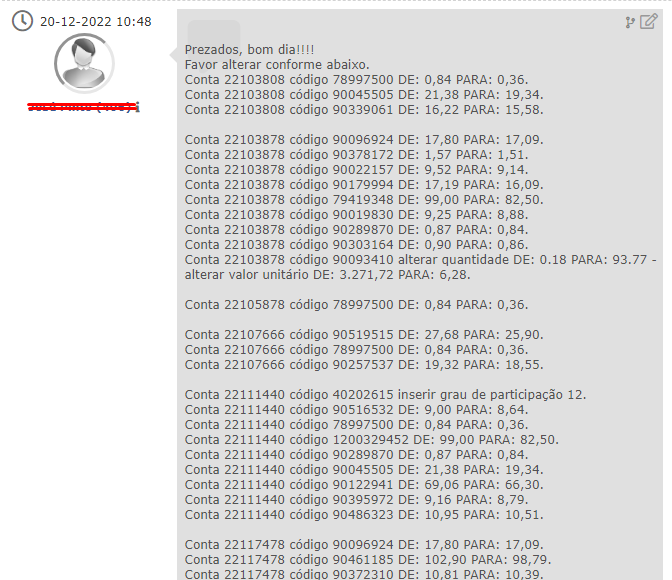 20-12-2022 10:48
Prezados, bom dia!!!!
Favor alterar conforme abaixo.
Conta 22103808 código 78997500 DE: 0,84 PARA: 0,36.
Conta 22103808 código 90045505 DE: 21,38 PARA: 19,34.
Conta 22103808 código 90339061 DE: 16,22 PARA: 15,58.
Conta 22103878 código 90096924 DE: 17,80 PARA: 17,09.
Conta 22103878 código 90378172 DE: 1,57 PARA: 1,51.
Conta 22103878 código 90022157 DE: 9,52 PARA: 9,14.
Conta 22103878 código 90179994 DE: 17,19 PARA: 16,09.
Conta 22103878 código 79419348 DE: 99,00 PARA: 82,50.
Conta 22103878 código 90019830 DE: 9,25 PARA: 8,88.
Conta 22103878 código 90289870 DE: 0,87 PARA: 0,84.
Conta 22103878 código 90303164 DE: 0,90 PARA: 0,86.
Conta 22103878 código 90093410 alterar quantidade DE: 0.18 PARA: 93.77 -
alterar valor unitário DE: 3.271,72 PARA: 6,28.
Conta 22105878 código 78997500 DE: 0,84 PARA: 0,36.
Conta 22107666 código 90519515 DE: 27,68 PARA: 25,90.
Conta 22107666 código 78997500 DE: 0,84 PARA: 0,36.
Conta 22107666 código 90257537 DE: 19,32 PARA: 18,55.
Conta 22111440 código 40202615 inserir grau de participação 12.
Conta 22111440 código 90516532 DE: 9,00 PARA: 8,64.
Conta 22111440 código 78997500 DE: 0,84 PARA: 0,36.
Conta 22111440 código 1200329452 DE: 99,00 PARA: 82,50.
Conta 22111440 código 90289870 DE: 0,87 PARA: 0,84.
Conta 22111440 código 90045505 DE: 21,38 PARA: 19,34.
Conta 22111440 código 90122941 DE: 69,06 PARA: 66,30.
Conta 22111440 código 90395972 DE: 9,16 PARA: 8,79.
Conta 22111440 código 90486323 DE: 10,95 PARA: 10,51.
Conta 22117478 código 90096924 DE: 17,80 PARA: 17,09.
Conta 22117478 código 90461185 DE: 102,90 PARA: 98,79.
Conta 22117478 código 90372310 DE: 10,81 PARA: 10,39.